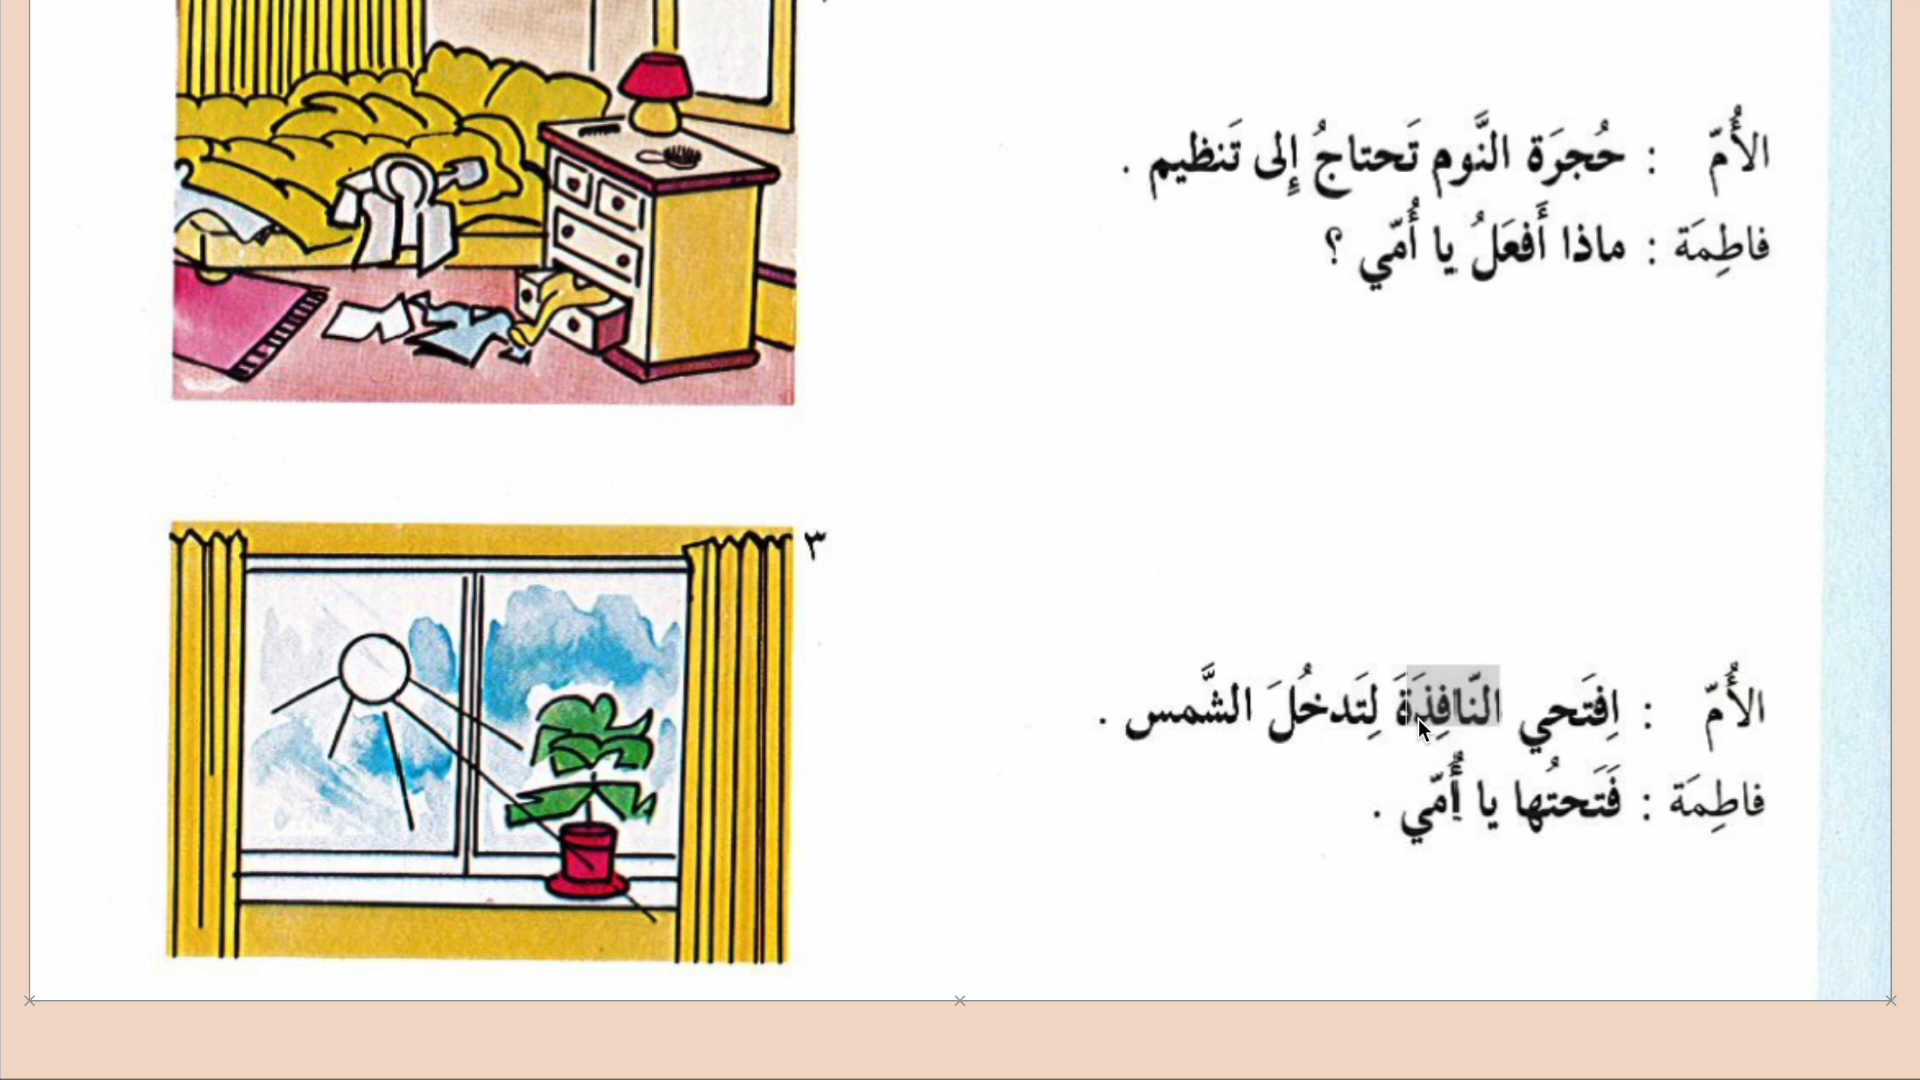 الأُمّ : حُجرَة النَّوم تَحتاجُ إِلى تَنظيم .
فاطِمَة : ماذا أَفعَلُ يا أُمّي ؟
٣
الأُمّ : اِفتَحي النّافِذَةَ لِتَدخُلَ الشَّمس .
فاطِمَة : فَتَحتُها يا أُمّي .